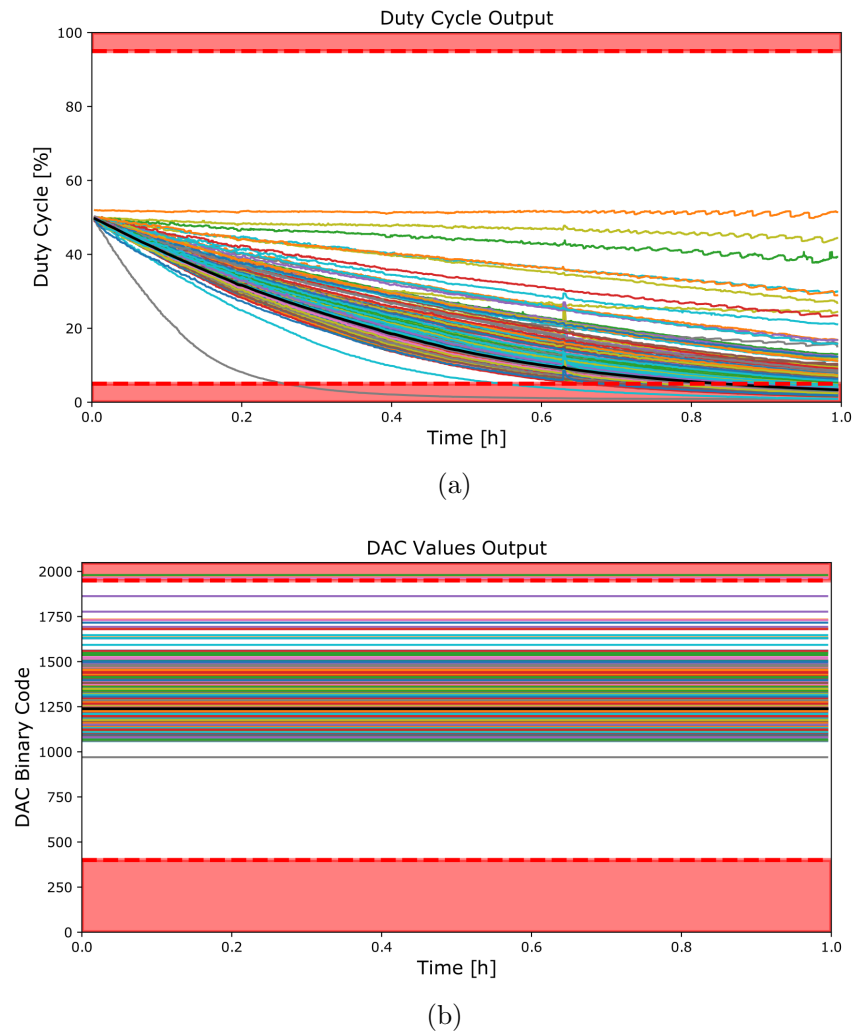 Duty Cycle Output
100
80
60
40
20
0
Duty Cycle [%]
0.0 0.2 0.4 0.6 0.8 1.0
Time [h]
(a)
DAC Values Output
2000
1750
1500
1250
1000
750
500
250
0
DAC Binary Code
0.0 0.2 0.4 0.6 0.8 1.0
Time [h]
(b)